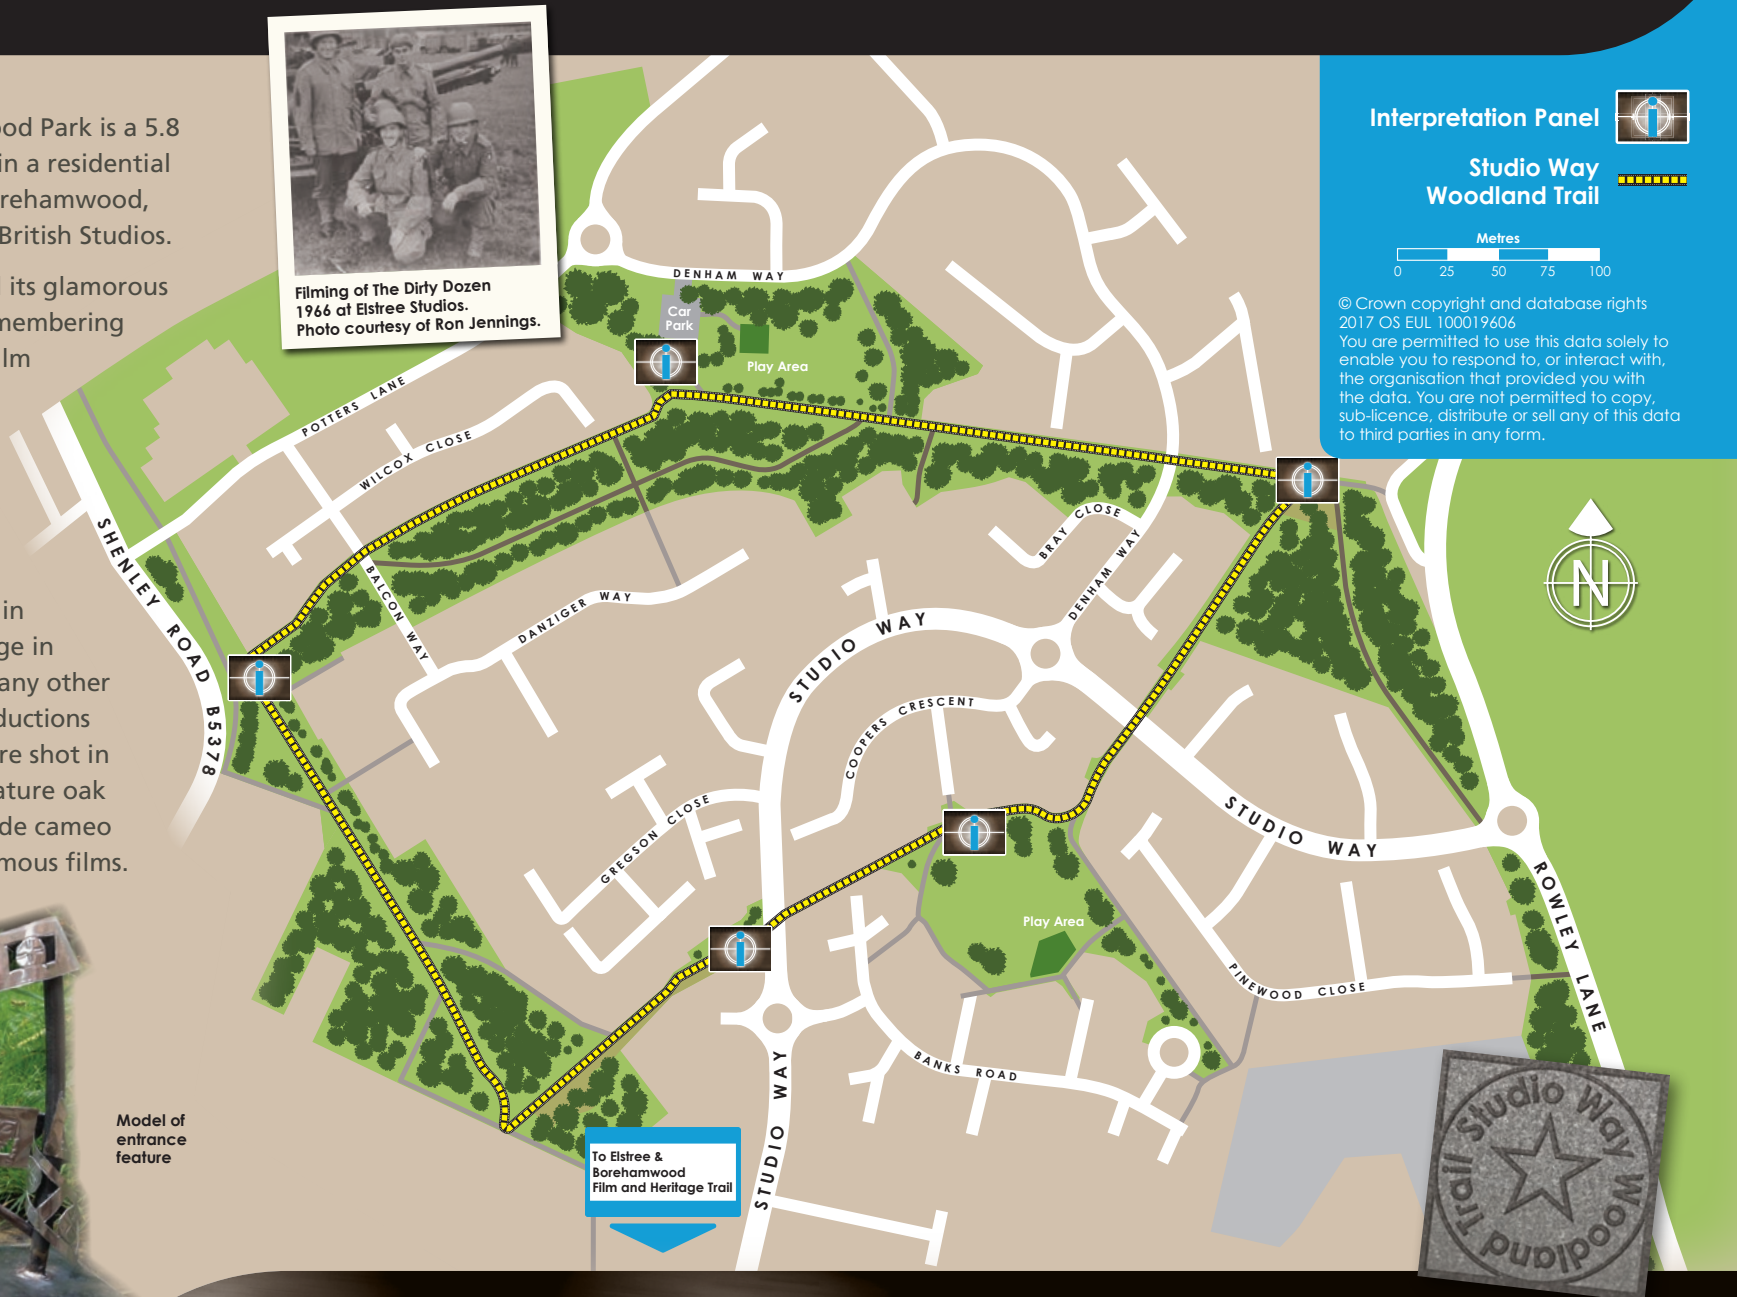 ood Park is a 5.8
in a residential
rehamwood,
British Studios.
its glamorous
membering
lm
in
ge in
any other
ductions
re shot in
ature oak
de cameo
mous films.
Filming of The Dirty Dozen
1966 at Elstree Studios.
Photo courtesy of Ron Jennings.
Interpretation Panel
Studio Way
Woodland Trail
Metres
0 25 50 75 100
© Crown copyright and database rights
2017 OS EUL 100019606
You are permitted to use this data solely to
enable you to respond to, or interact with,
the organisation that provided you with
the data. You are not permitted to copy,
sub-licence, distribute or sell any of this data
to third parties in any form.
N
DENHAM WAY
Car
Park
Play Area
POTTERS LANE
WILCOX CLOSE
SHENLEY ROAD B5378
BALCON WAY
DANZIGER WAY
BRAY CLOSE
DENHAM WAY
STUDIO WAY
COOPERS CRESCENT
GREGSON CLOSE
STUDIO WAY
Play Area
ROWLEY LANE
PINEWOOD CLOSE
BANKS ROAD
STUDIO WAY
Model of
entrance
feature
To Elstree &
Borehamwood
Film and Heritage Trail
Studio Way Woodland Trail